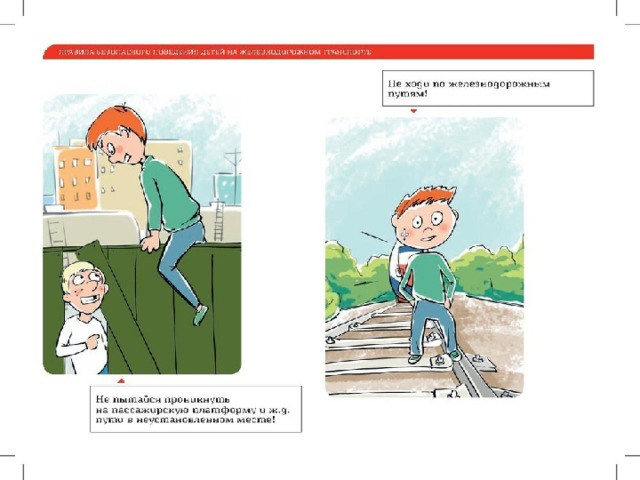 ПРАВИЛА БЕЗОПАСНОГО ПОВЕДЕНИЯ ДЕТЕЙ НА ЖЕЛЕЗНОДОРОЖНОМ ТРАНСПОРТЕ
Не ходи по железнодорожным
путям!
Не пытайся проникнуть
на пассажирскую платформу и ж.д.
пути в неустановленном месте!